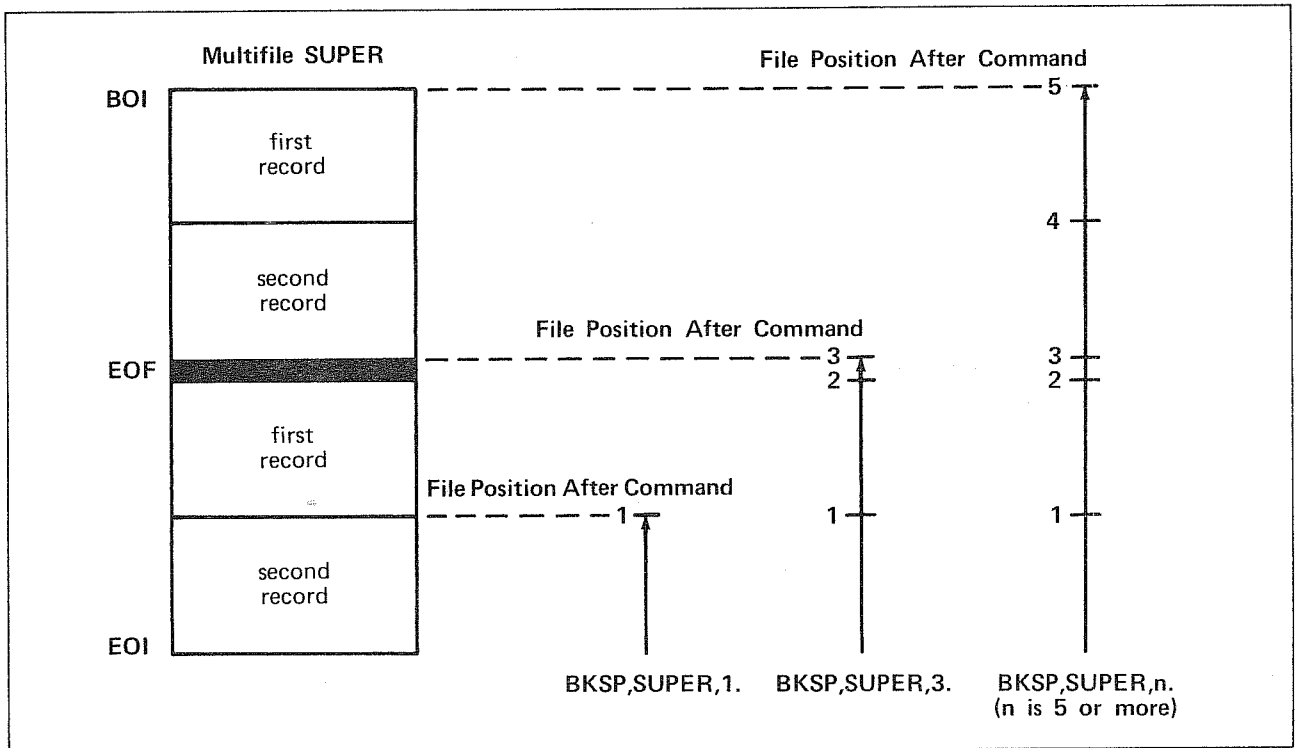 Multifile SUPER
File Position After Command
BOI
5
first
record
4
second
record
File Position After Command
EOF
3
3
2
2
first
record
File Position After Command
1
1
1
second
record
EOI
BKSP,SUPER,1.
BKSP,SUPER,3.
BKSP,SUPER,n.
(n is 5 or more)